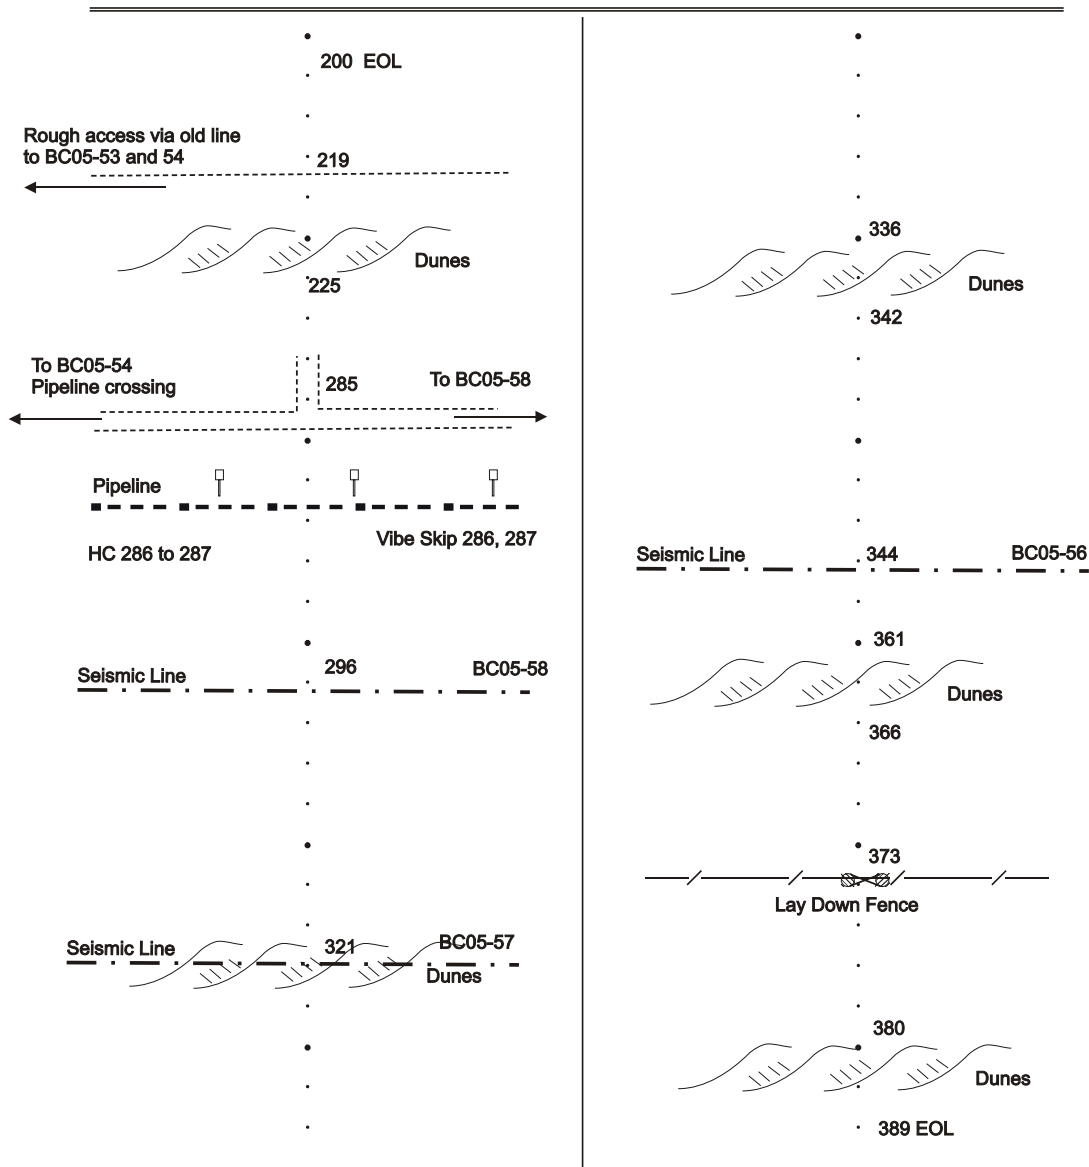 200 EOL
Rough access via old line
to BC05-53 and 54
219
Dunes
225
To BC05-54
Pipeline crossing
285
To BC05-58
Pipeline
HC 286 to 287
Vibe Skip 286, 287
Seismic Line
296
BC05-58
Seismic Line
321
BC05-57
Dunes
336
Dunes
342
Seismic Line
344
BC05-56
361
Dunes
366
373
Lay Down Fence
380
Dunes
389 EOL